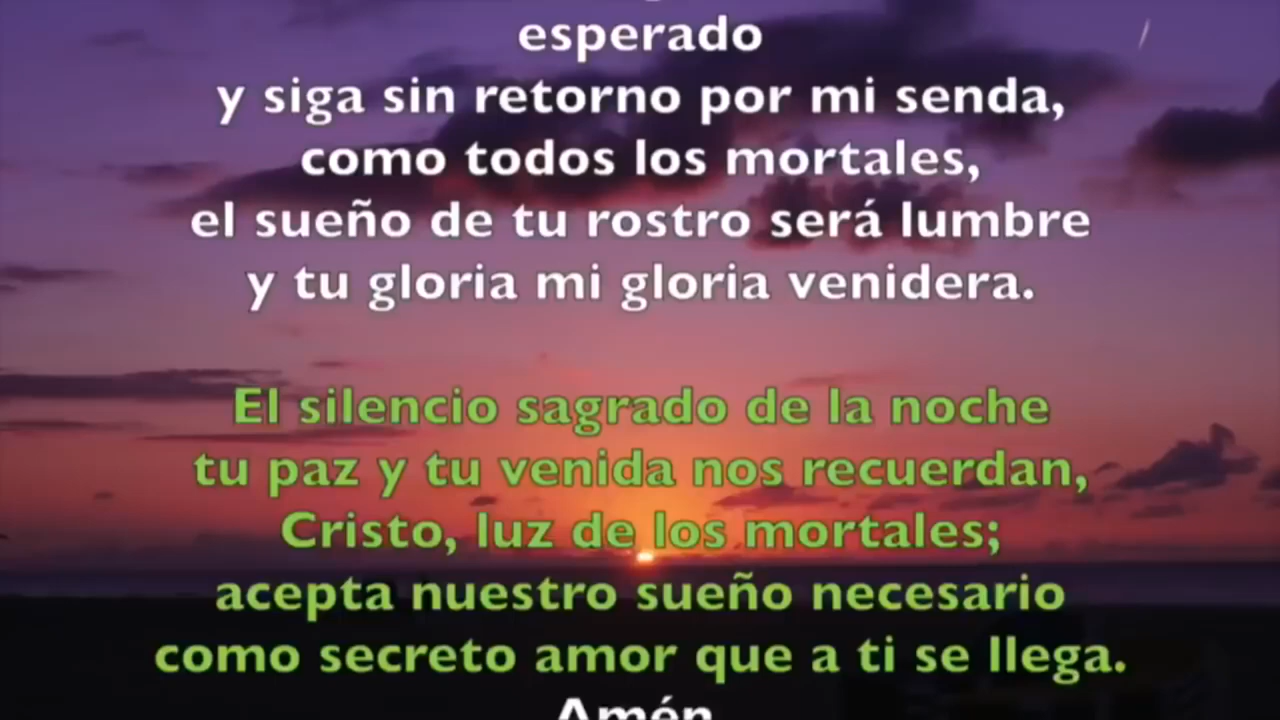 esperado
y siga sin retorno por mi senda,
como todos los mortales,
el sueño de tu rostro será lumbre
y tu gloria mi gloria venidera.
El silencio sagrado de la noche
tu paz y tu venida nos recuerdan,
Cristo, luz de los mortales;
acepta nuestro sueño necesario
como secreto amor que a ti se llega.
Amén